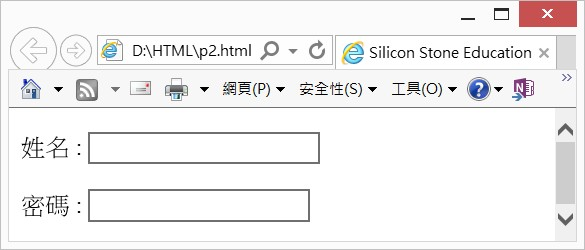 D:\HTML\p2.html
Silicon Stone Education
網頁(P) 安全性(S) 工具(O)
姓名 :
密碼 :